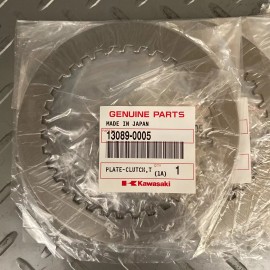 GENUINE PARTS
MADE IN JAPAN
13089-0005
PLATE-CLUTCH,T 1
(1A)
Kawasaki